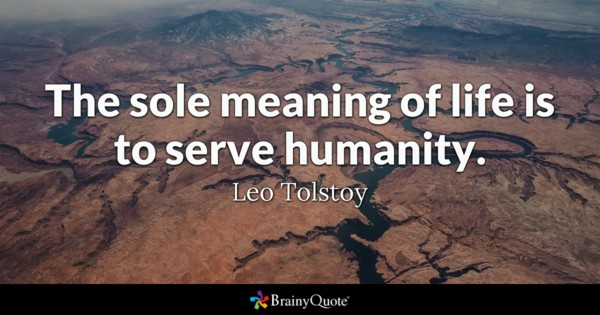 The sole meaning of life is
to serve humanity.
Leo Tolstoy
BrainyQuote®